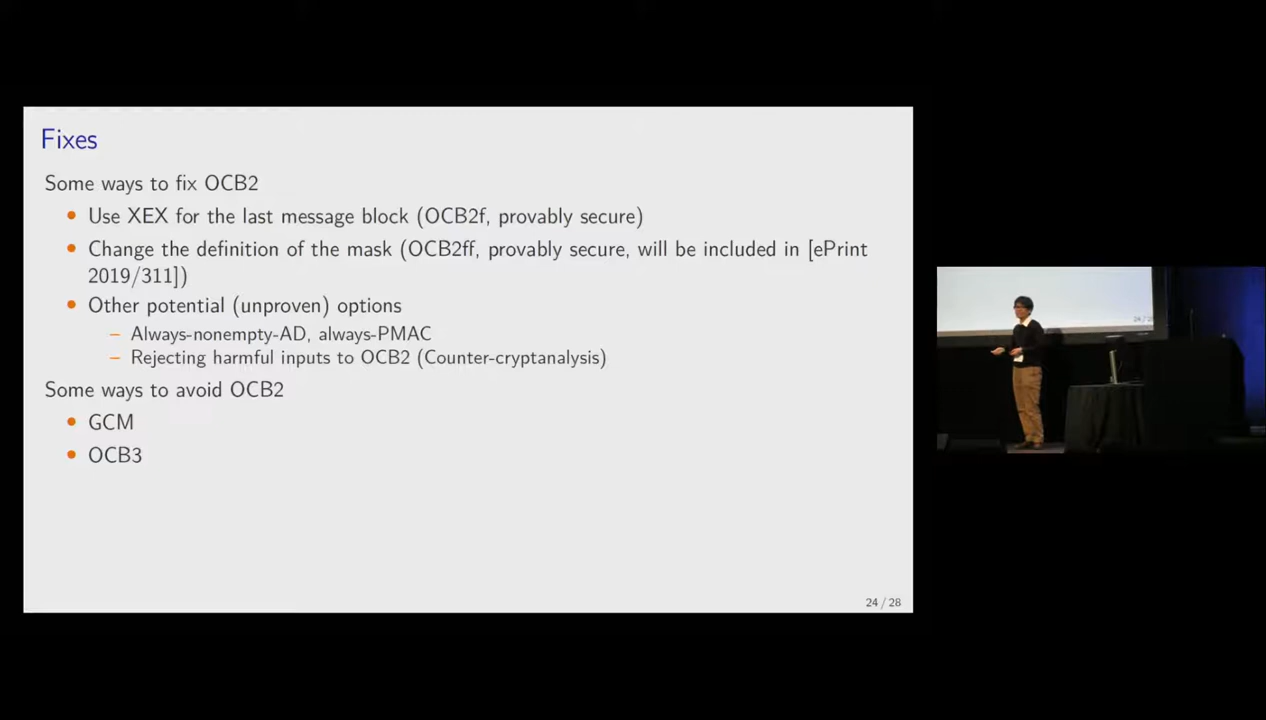 Fixes
Some ways to fix OCB2
• Use XEX for the last message block (OCB2f, provably secure)
• Change the definition of the mask (OCB2ff, provably secure, will be included in [ePrint
2019/311])
• Other potential (unproven) options
– Always-nonempty-AD, always-PMAC
– Rejecting harmful inputs to OCB2 (Counter-cryptanalysis)
Some ways to avoid OCB2
• GCM
• OCB3
24 / 28